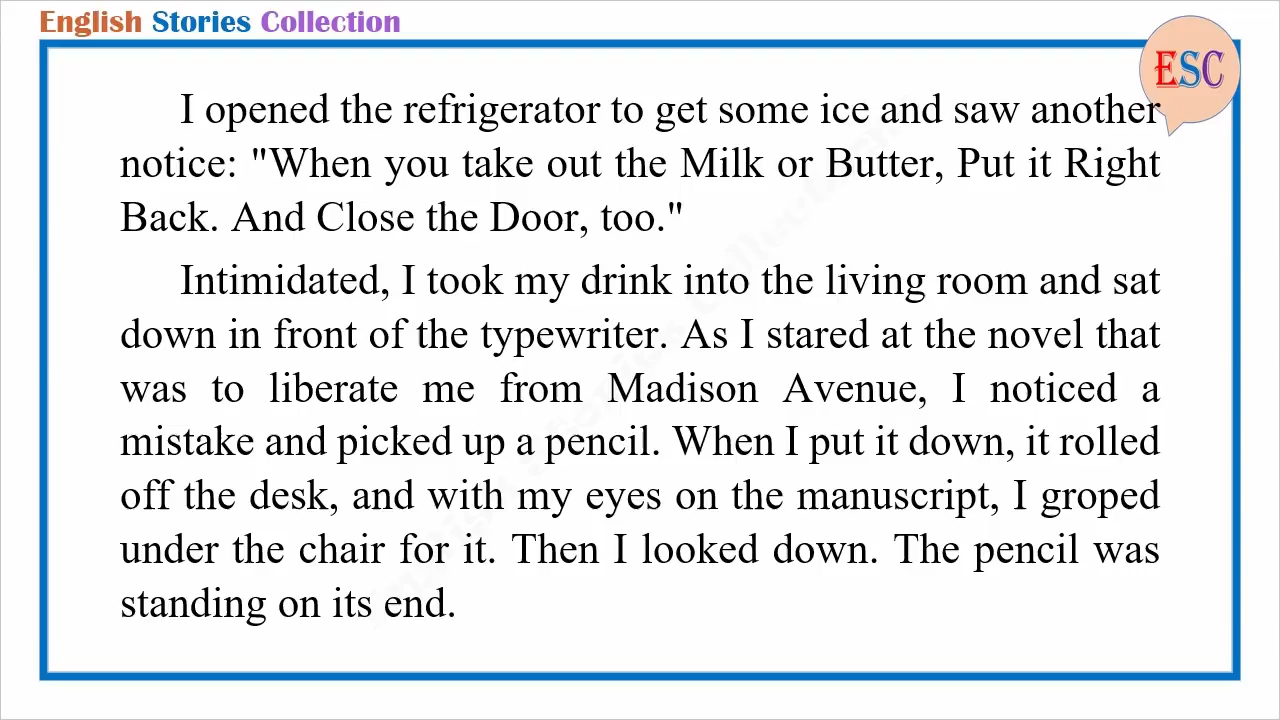 English Stories Collection
ESC
I opened the refrigerator to get some ice and saw another
notice: "When you take out the Milk or Butter, Put it Right
Back. And Close the Door, too."
Intimidated, I took my drink into the living room and sat
down in front of the typewriter. As I stared at the novel that
was to liberate me from Madison Avenue, I noticed a
mistake and picked up a pencil. When I put it down, it rolled
off the desk, and with my eyes on the manuscript, I groped
under the chair for it. Then I looked down. The pencil was
standing on its end.